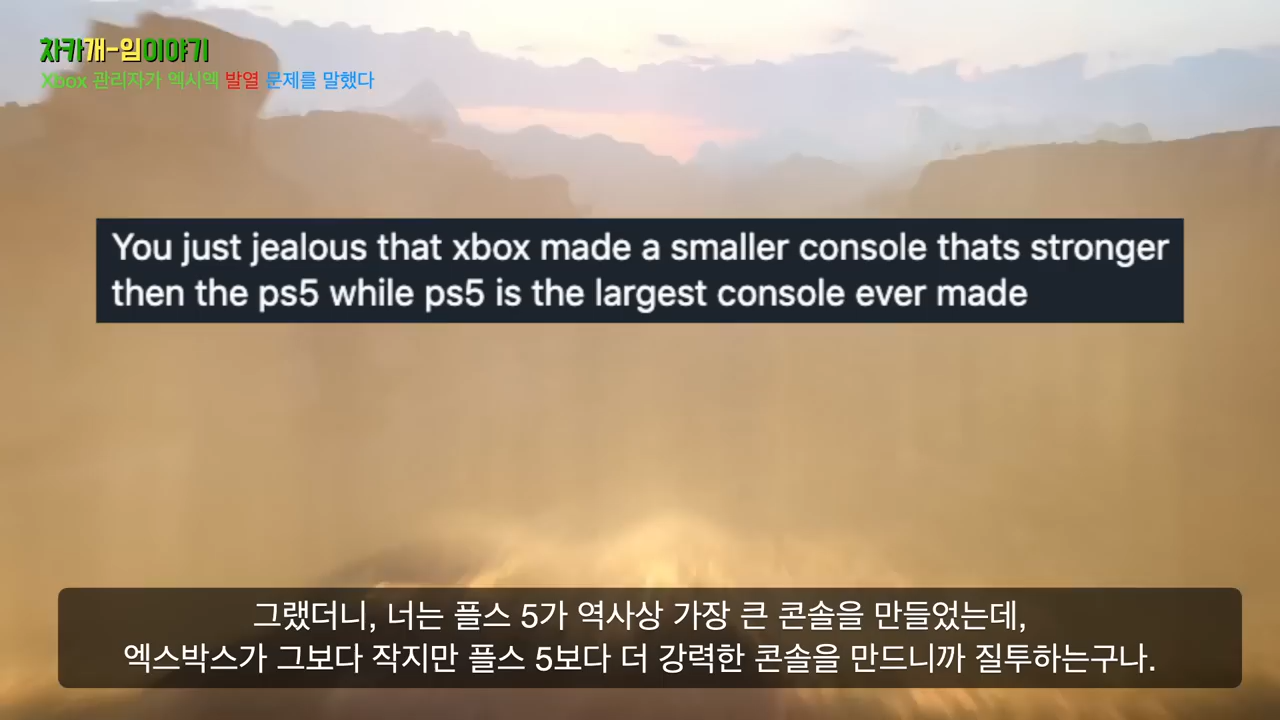 차카개-임이야기
Xbox 관리자가 엑시엑 발열 문제를 말했다
You just jealous that xbox made a smaller console thats stronger
then the ps5 while ps5 is the largest console ever made
그랬더니, 너는 플스 5가 역사상 가장 큰 콘솔을 만들었는데,
엑스박스가 그보다 작지만 플스 5보다 더 강력한 콘솔을 만드니까 질투하는구나.